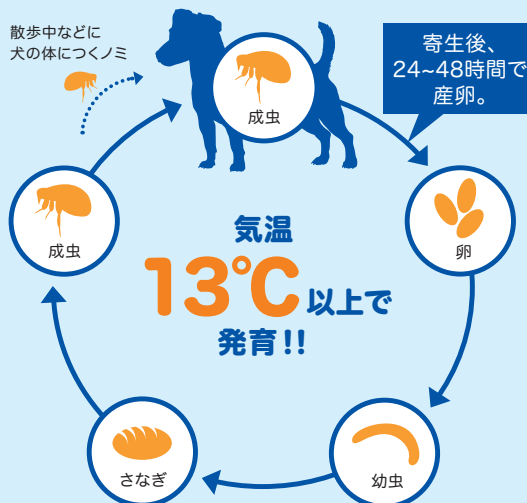 散歩中などに
犬の体につくノミ
成虫
寄生後、
24~48時間で
産卵。
成虫
卵
気温
13℃以上で
発育!!
さなぎ
幼虫